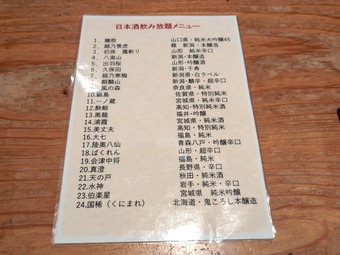 日本酒飲み放題メニュー
1. 獺祭 山口県・純米大吟醸45
2. 越乃景虎 龍 新潟・本醸造
3. 初孫 魔斬り 山形 純米辛口
4. 八海山 新潟・本醸造
5. 出羽桜 山形・吟醸酒
6. 久保田 新潟・千寿
7. 越乃寒梅 新潟県・白ラベル
8. 麒麟山 新潟・超辛・辛口
9. 風の森 奈良県・純米
10.鍋島 佐賀県・特別純米
11.一ノ蔵 宮城県・純米辛口
12.酔鯨 高知・特別純米酒
13.黒龍 福井・吟醸
14.浦霞 宮城県・純米酒
15.美丈夫 高知・特別純米
16.大七 福島・純米酒
17.陸奥八仙 青森八戸・吟醸辛口
18.ばくれん 山形・超辛口
19.会津中将 福島・純米
20.真澄 長野県・辛口
21.天の戸 秋田・純米酒
22.水神 岩手・純米・辛口
23.伯楽星 宮城県 純米吟醸
24.国稀（くにまれ） 北海道・鬼ころし本醸造